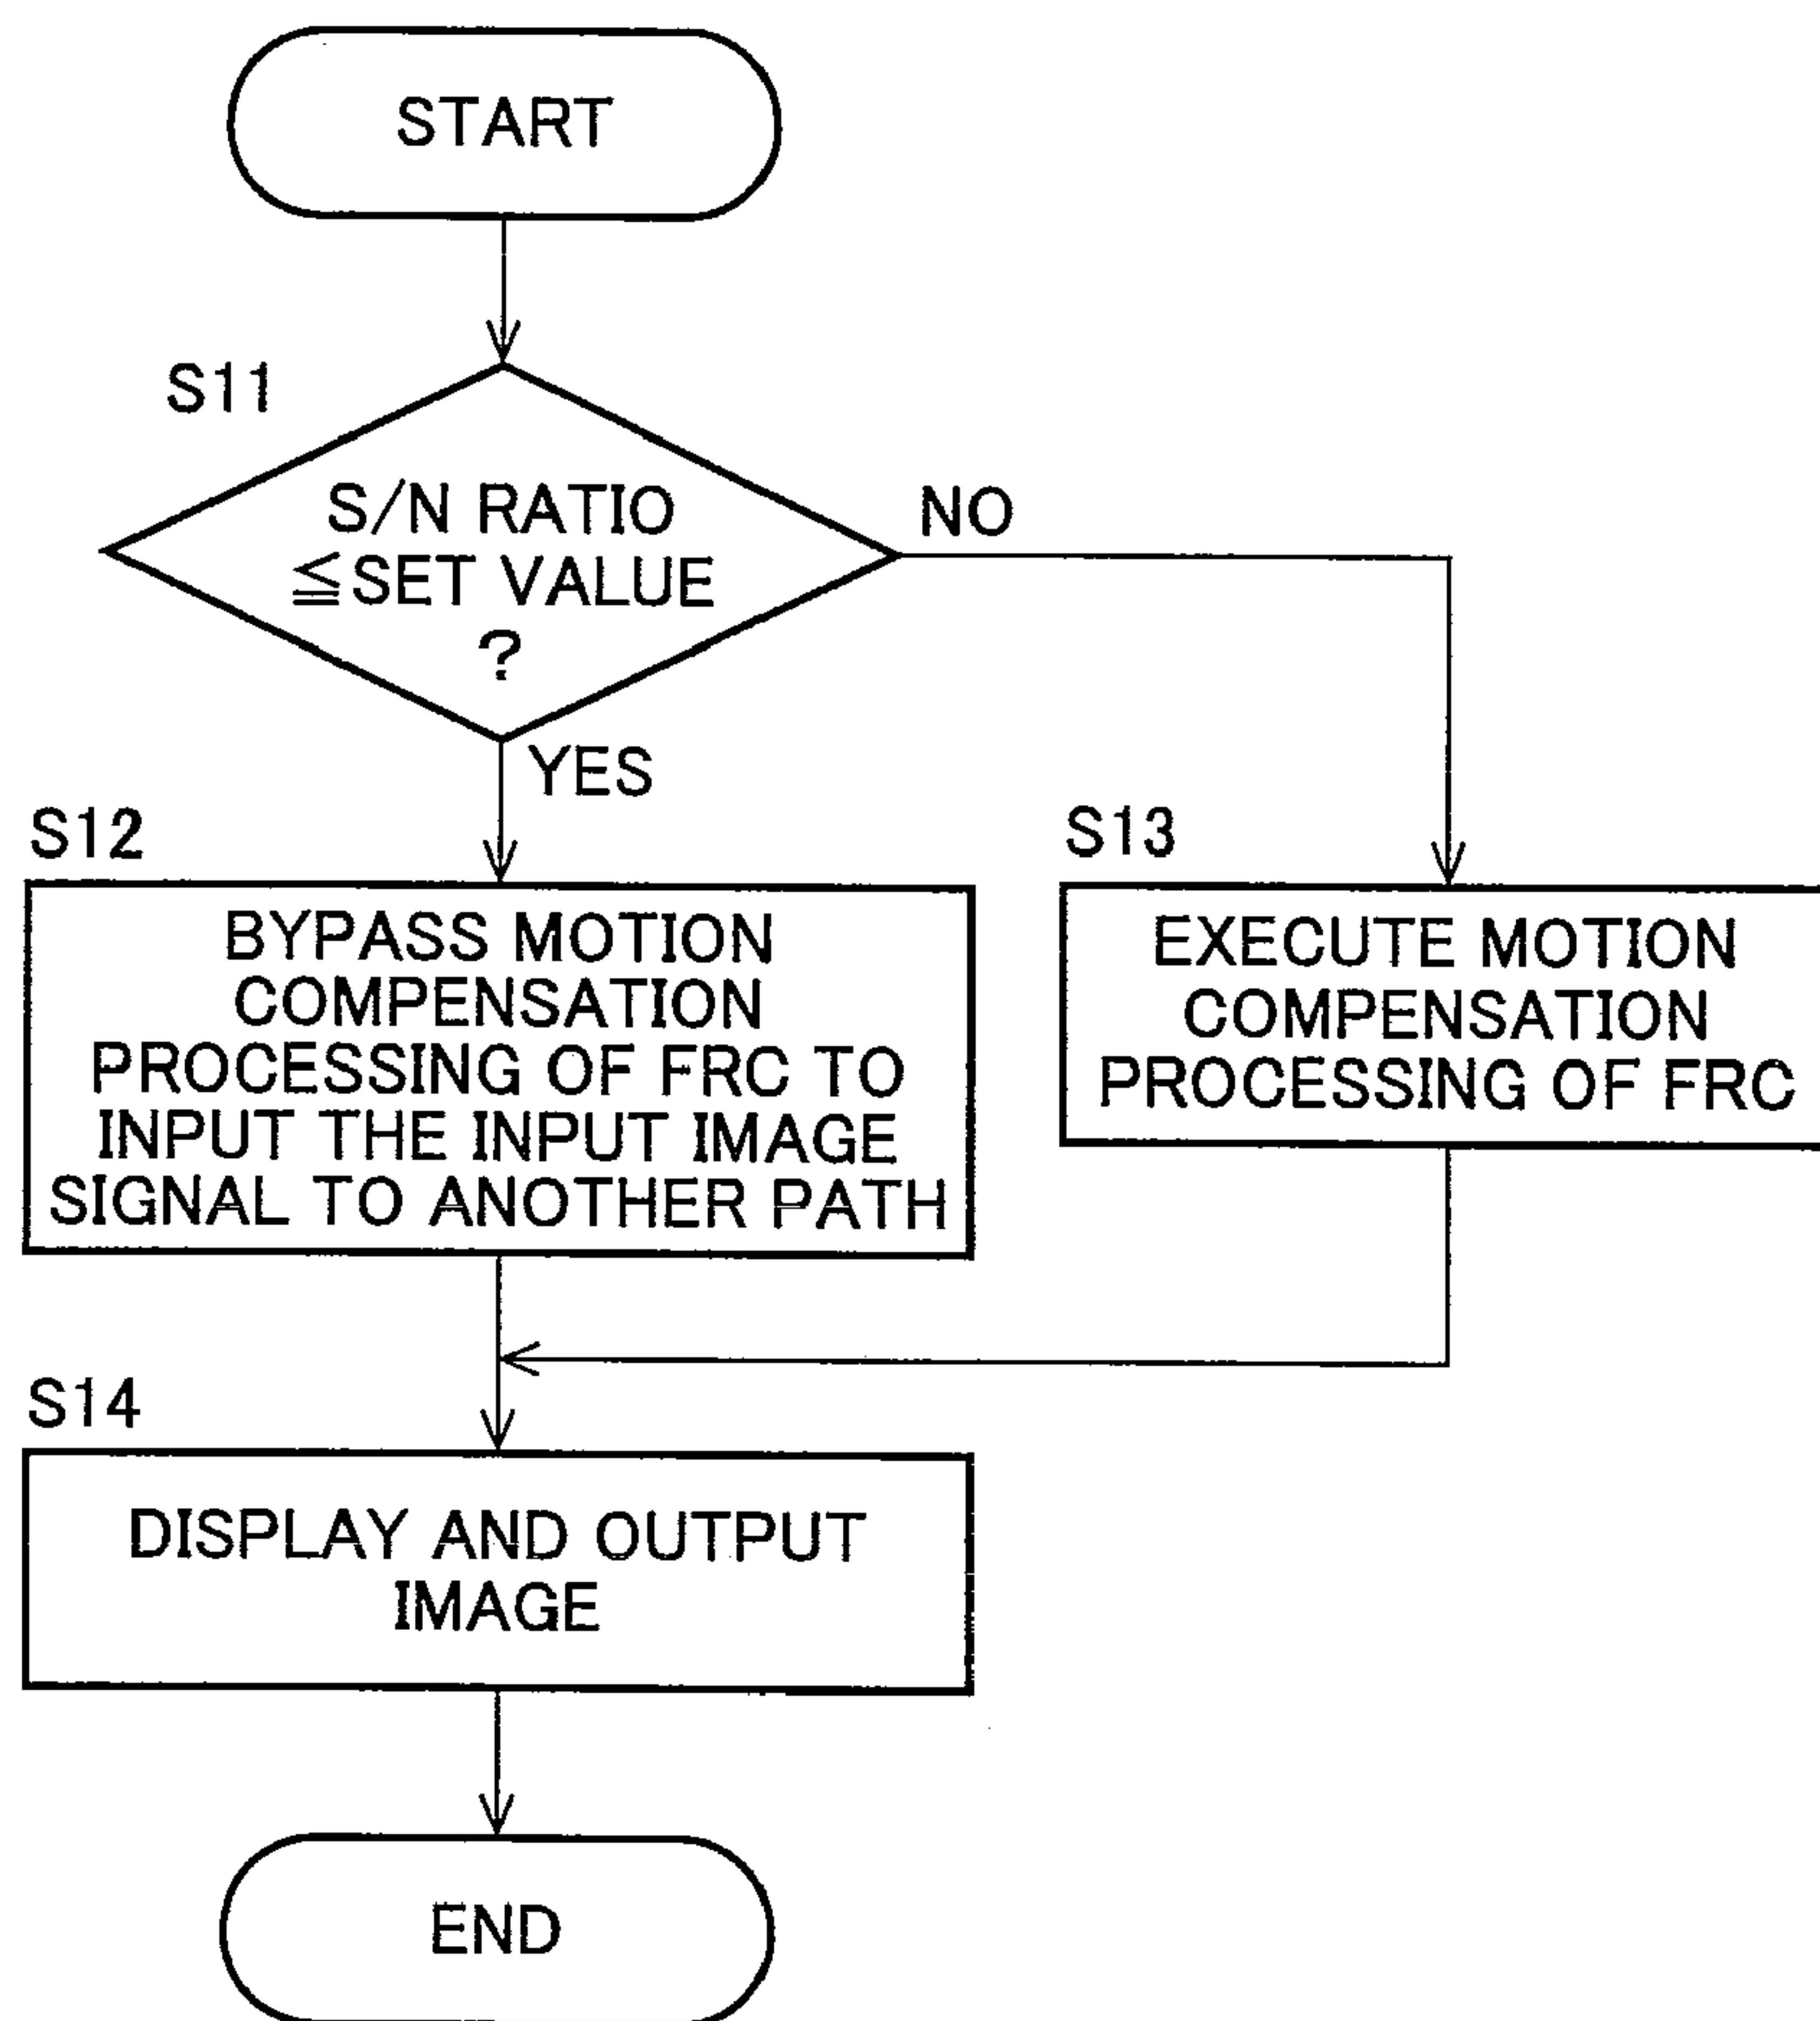 START
S11
S/N RATIO
≦SET VALUE
?
NO
YES
S12
BYPASS MOTION
COMPENSATION
PROCESSING OF FRC TO
INPUT THE INPUT IMAGE
SIGNAL TO ANOTHER PATH
S13
EXECUTE MOTION
COMPENSATION
PROCESSING OF FRC
S14
DISPLAY AND OUTPUT
IMAGE
END